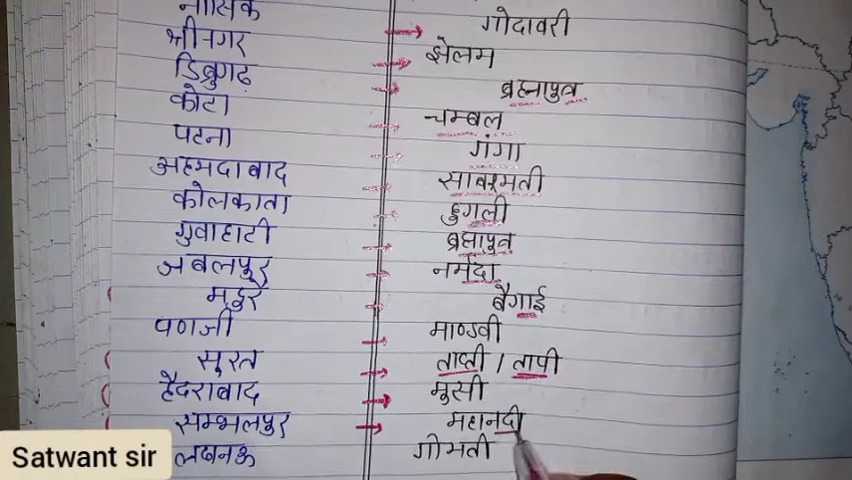 नासिक गोदावरी
श्रीनगर झेलम
डिब्रुगढ़ ब्रह्मापुत्र
कोटा चम्बल
पटना गंगा
अहमदाबाद साबरमती
कोलकाता हुगली
गुवाहाटी ब्रह्मपुत्र
जबलपुर नर्मदा
मदुरै बैगाई
पणजी माण्डवी
सूरत ताप्ती / तापी
हैदराबाद मूसी
सम्भलपुर महानदी
लखनऊ गोमती
Satwant sir